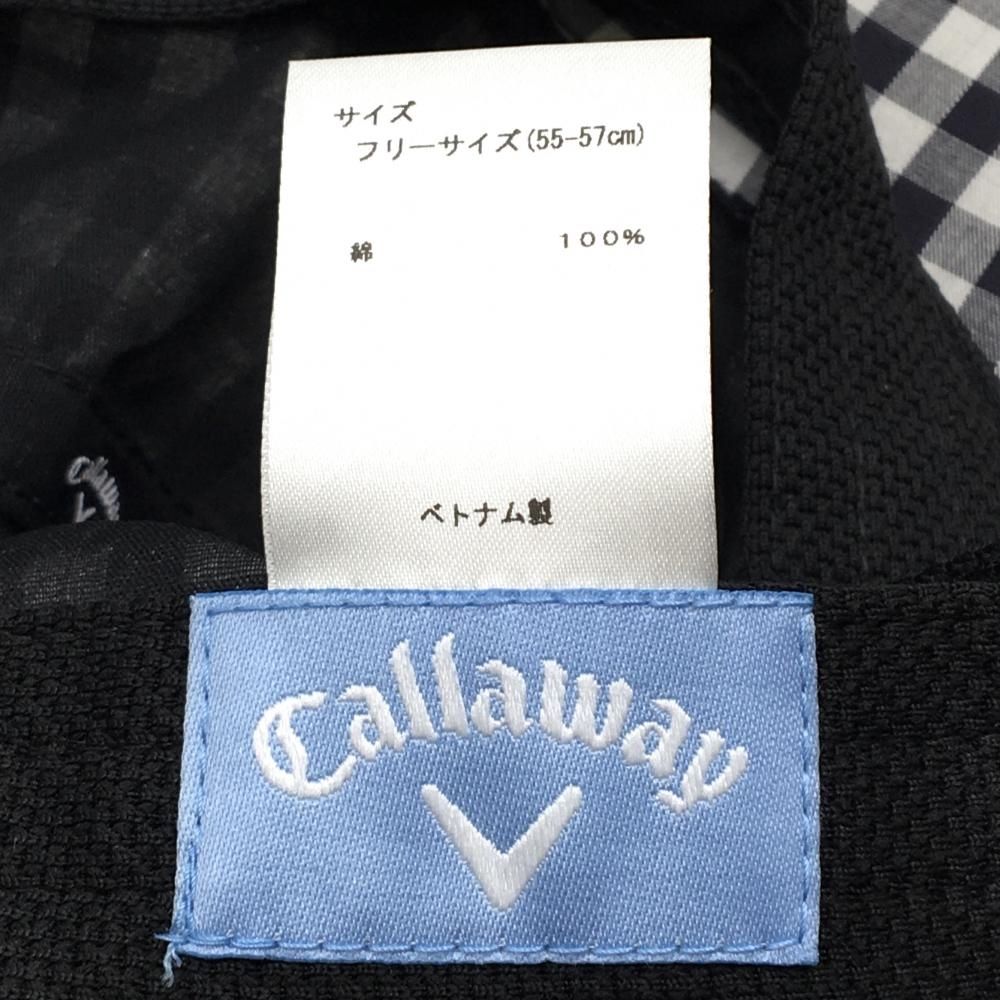 サイズ
フリーサイズ(55-57cm)
綿 100%
ベトナム製
Callaway